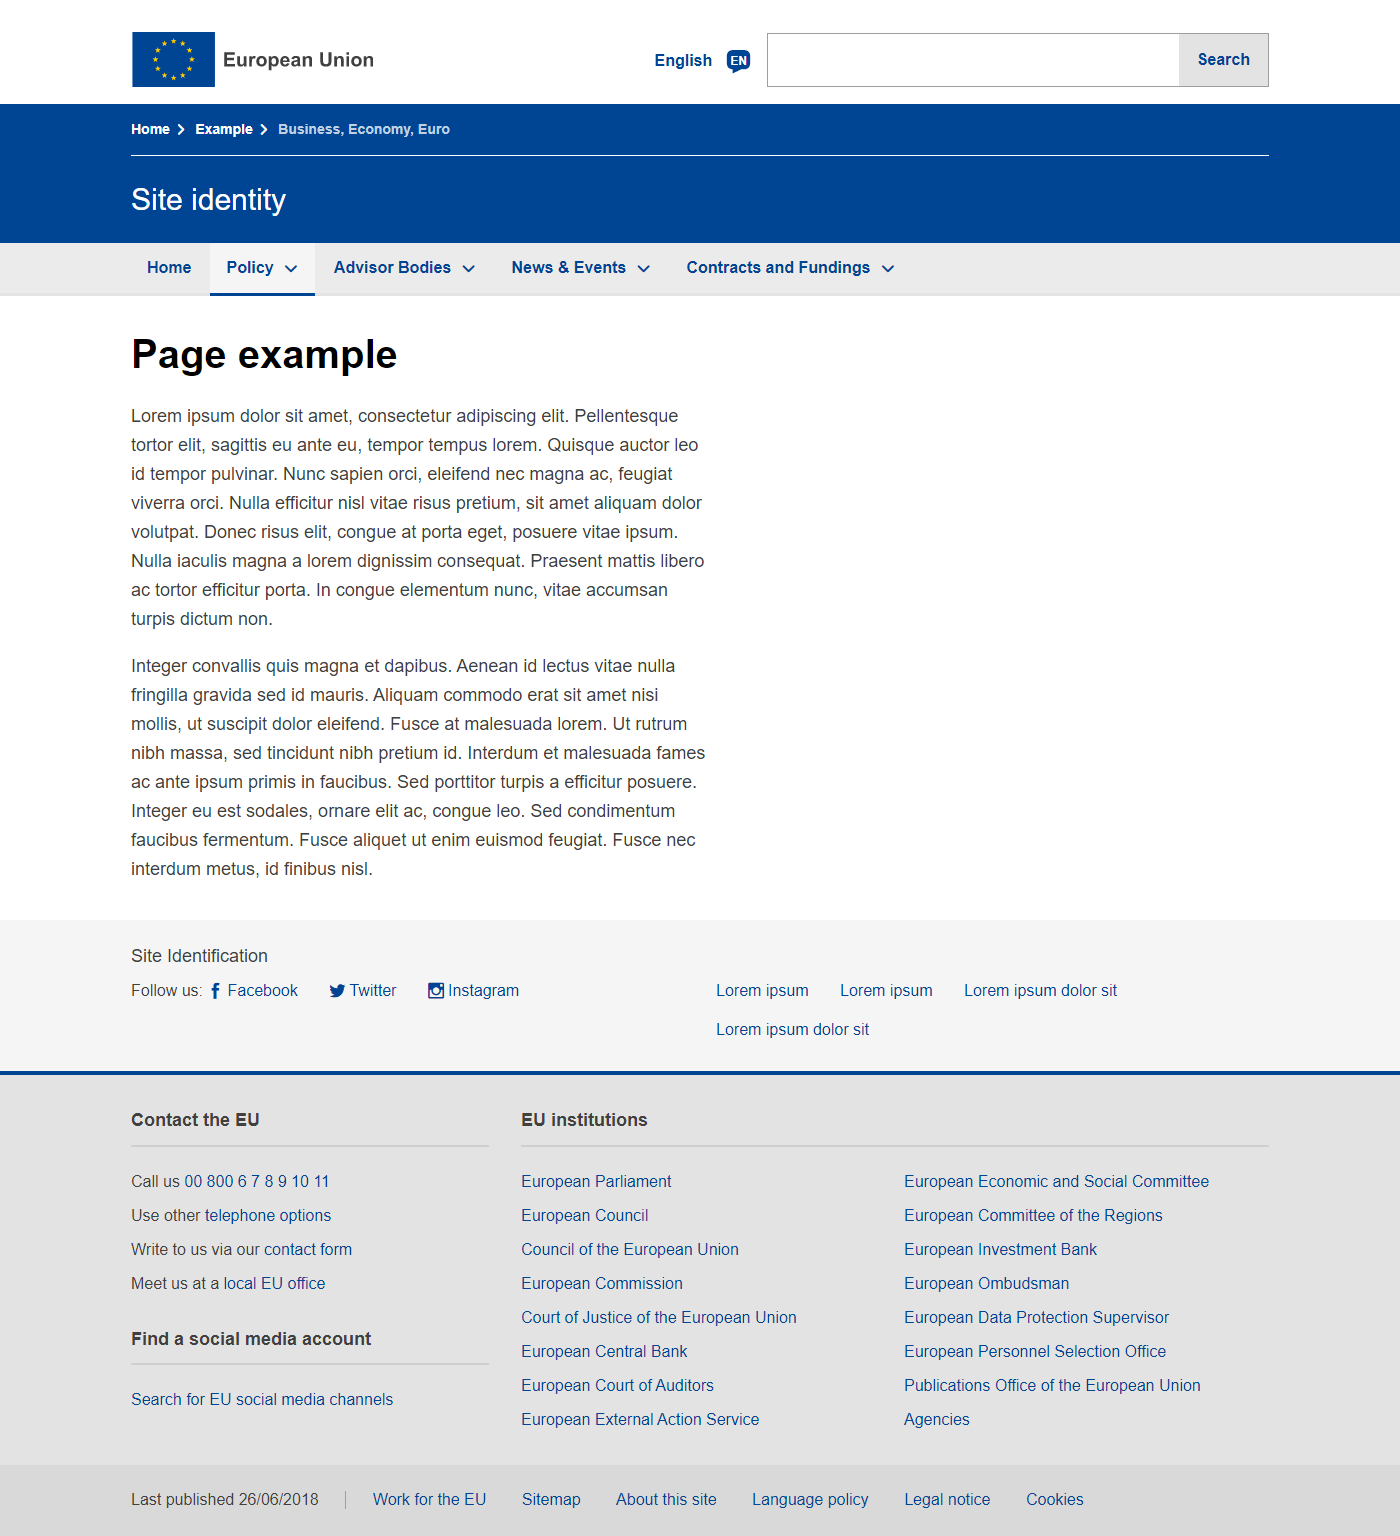 European Union
English EN
Search
Home Example Business, Economy, Euro
Site identity
Home Policy Advisor Bodies News & Events Contracts and Fundings
Page example
Lorem ipsum dolor sit amet, consectetur adipiscing elit. Pellentesque
tortor elit, sagittis eu ante eu, tempor tempus lorem. Quisque auctor leo
id tempor pulvinar. Nunc sapien orci, eleifend nec magna ac, feugiat
viverra orci. Nulla efficitur nisl vitae risus pretium, sit amet aliquam dolor
volutpat. Donec risus elit, congue at porta eget, posuere vitae ipsum.
Nulla iaculis magna a lorem dignissim consequat. Praesent mattis libero
ac tortor efficitur porta. In congue elementum nunc, vitae accumsan
turpis dictum non.
Integer convallis quis magna et dapibus. Aenean id lectus vitae nulla
fringilla gravida sed id mauris. Aliquam commodo erat sit amet nisi
mollis, ut suscipit dolor eleifend. Fusce at malesuada lorem. Ut rutrum
nibh massa, sed tincidunt nibh pretium id. Interdum et malesuada fames
ac ante ipsum primis in faucibus. Sed porttitor turpis a efficitur posuere.
Integer eu est sodales, ornare elit ac, congue leo. Sed condimentum
faucibus fermentum. Fusce aliquet ut enim euismod feugiat. Fusce nec
interdum metus, id finibus nisl.
Site Identification
Follow us: Facebook Twitter Instagram
Lorem ipsum Lorem ipsum Lorem ipsum dolor sit
Lorem ipsum dolor sit
Contact the EU
Call us 00 800 6 7 8 9 10 11
Use other telephone options
Write to us via our contact form
Meet us at a local EU office
Find a social media account
Search for EU social media channels
EU institutions
European Parliament
European Council
Council of the European Union
European Commission
Court of Justice of the European Union
European Central Bank
European Court of Auditors
European External Action Service
European Economic and Social Committee
European Committee of the Regions
European Investment Bank
European Ombudsman
European Data Protection Supervisor
European Personnel Selection Office
Publications Office of the European Union
Agencies
Last published 26/06/2018 Work for the EU Sitemap About this site Language policy Legal notice Cookies